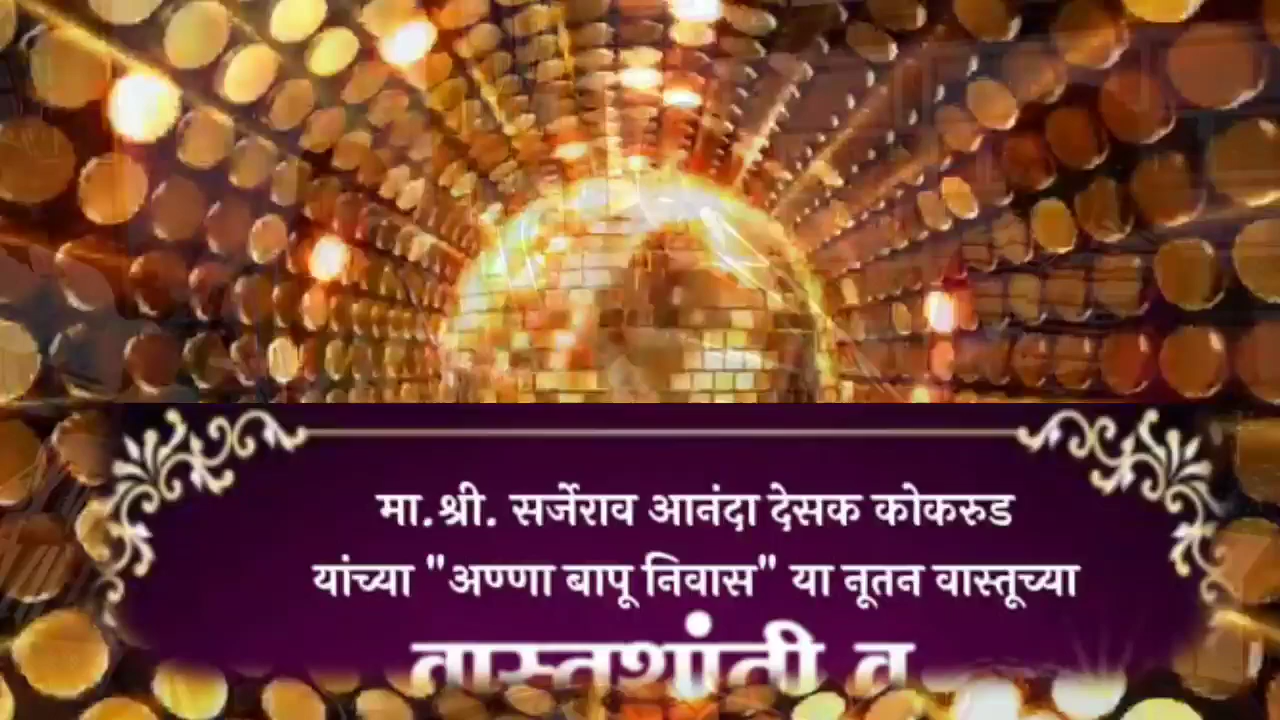 मा.श्री. सर्जेराव आनंदा देसक कोकरुड
यांच्या "अण्णा बापू निवास" या नूतन वास्तूच्या
वास्तुशांती व